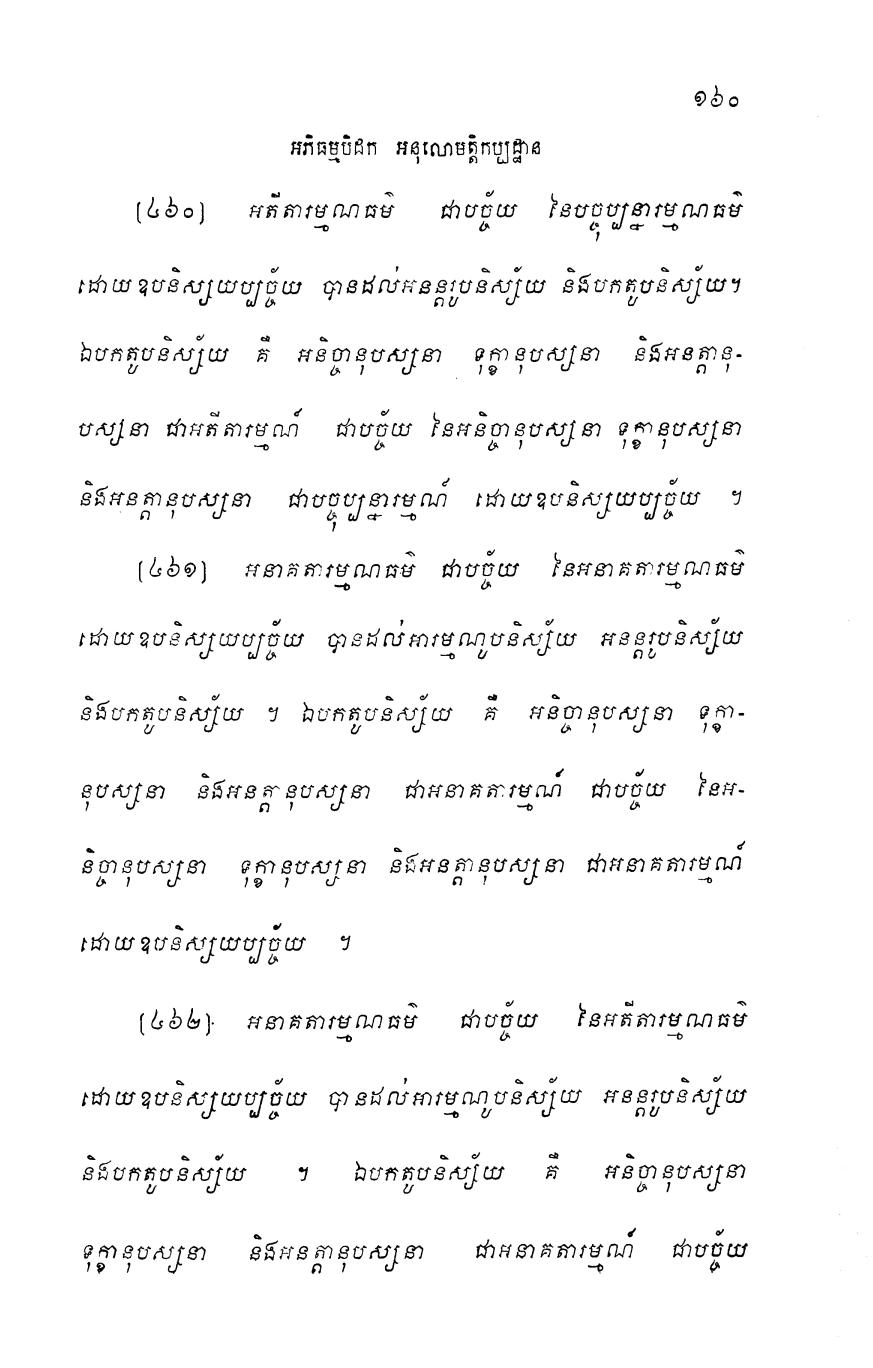 ១៦០
អភិធម្មបិដក អនុលោមត្តិកប្បដ្ឋាន
(៤៦០) អតីតារម្មណធម៌ ជាបច្ច័យ នៃបច្ចុប្បន្នារម្មណធម៌
ដោយឧបនិស្សយប្បច្ច័យ បានដល់អនន្តរូបនិស្ស័យ និងបកតូបនិស្ស័យ។
ឯបកតូបនិស្ស័យ គឺ អនិច្ចានុបស្សនា ទុក្ខានុបស្សនា និងអនត្តានុ-
បស្សនា ជាអតីតារម្មណ៍ ជាបច្ច័យ នៃអនិច្ចានុបស្សនា ទុក្ខានុបស្សនា
និងអនត្តានុបស្សនា ជាបច្ចុប្បន្នារម្មណ៍ ដោយឧបនិស្សយប្បច្ច័យ ។
(៤៦១) អនាគតារម្មណធម៌ ជាបច្ច័យ នៃអនាគតារម្មណធម៌
ដោយឧបនិស្សយប្បច្ច័យ បានដល់អារម្មណូបនិស្ស័យ អនន្តរូបនិស្ស័យ
និងបកតូបនិស្ស័យ ។ ឯបកតូបនិស្ស័យ គឺ អនិច្ចានុបស្សនា ទុក្ខា-
នុបស្សនា និងអនត្តានុបស្សនា ជាអនាគតារម្មណ៍ ជាបច្ច័យ នៃអ-
និច្ចានុបស្សនា ទុក្ខានុបស្សនា និងអនត្តានុបស្សនា ជាអនាគតារម្មណ៍
ដោយឧបនិស្សយប្បច្ច័យ ។
(៤៦២) អនាគតារម្មណធម៌ ជាបច្ច័យ នៃអតីតារម្មណធម៌
ដោយឧបនិស្សយប្បច្ច័យ បានដល់អារម្មណូបនិស្ស័យ អនន្តរូបនិស្ស័យ
និងបកតូបនិស្ស័យ ។ ឯបកតូបនិស្ស័យ គឺ អនិច្ចានុបស្សនា
ទុក្ខានុបស្សនា និងអនត្តានុបស្សនា ជាអនាគតារម្មណ៍ ជាបច្ច័យ